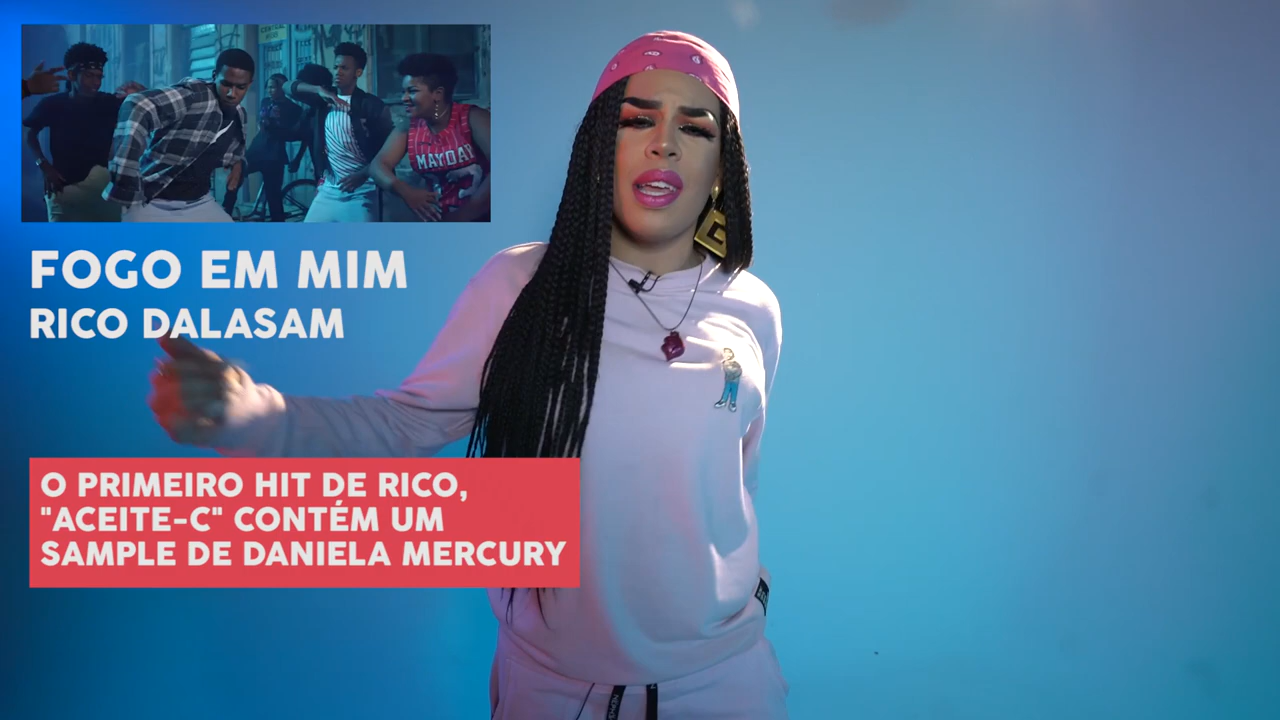 MAYDAY
FOGO EM MIM
RICO DALASAM
O PRIMEIRO HIT DE RICO,
"ACEITE-C" CONTÉM UM
SAMPLE DE DANIELA MERCURY